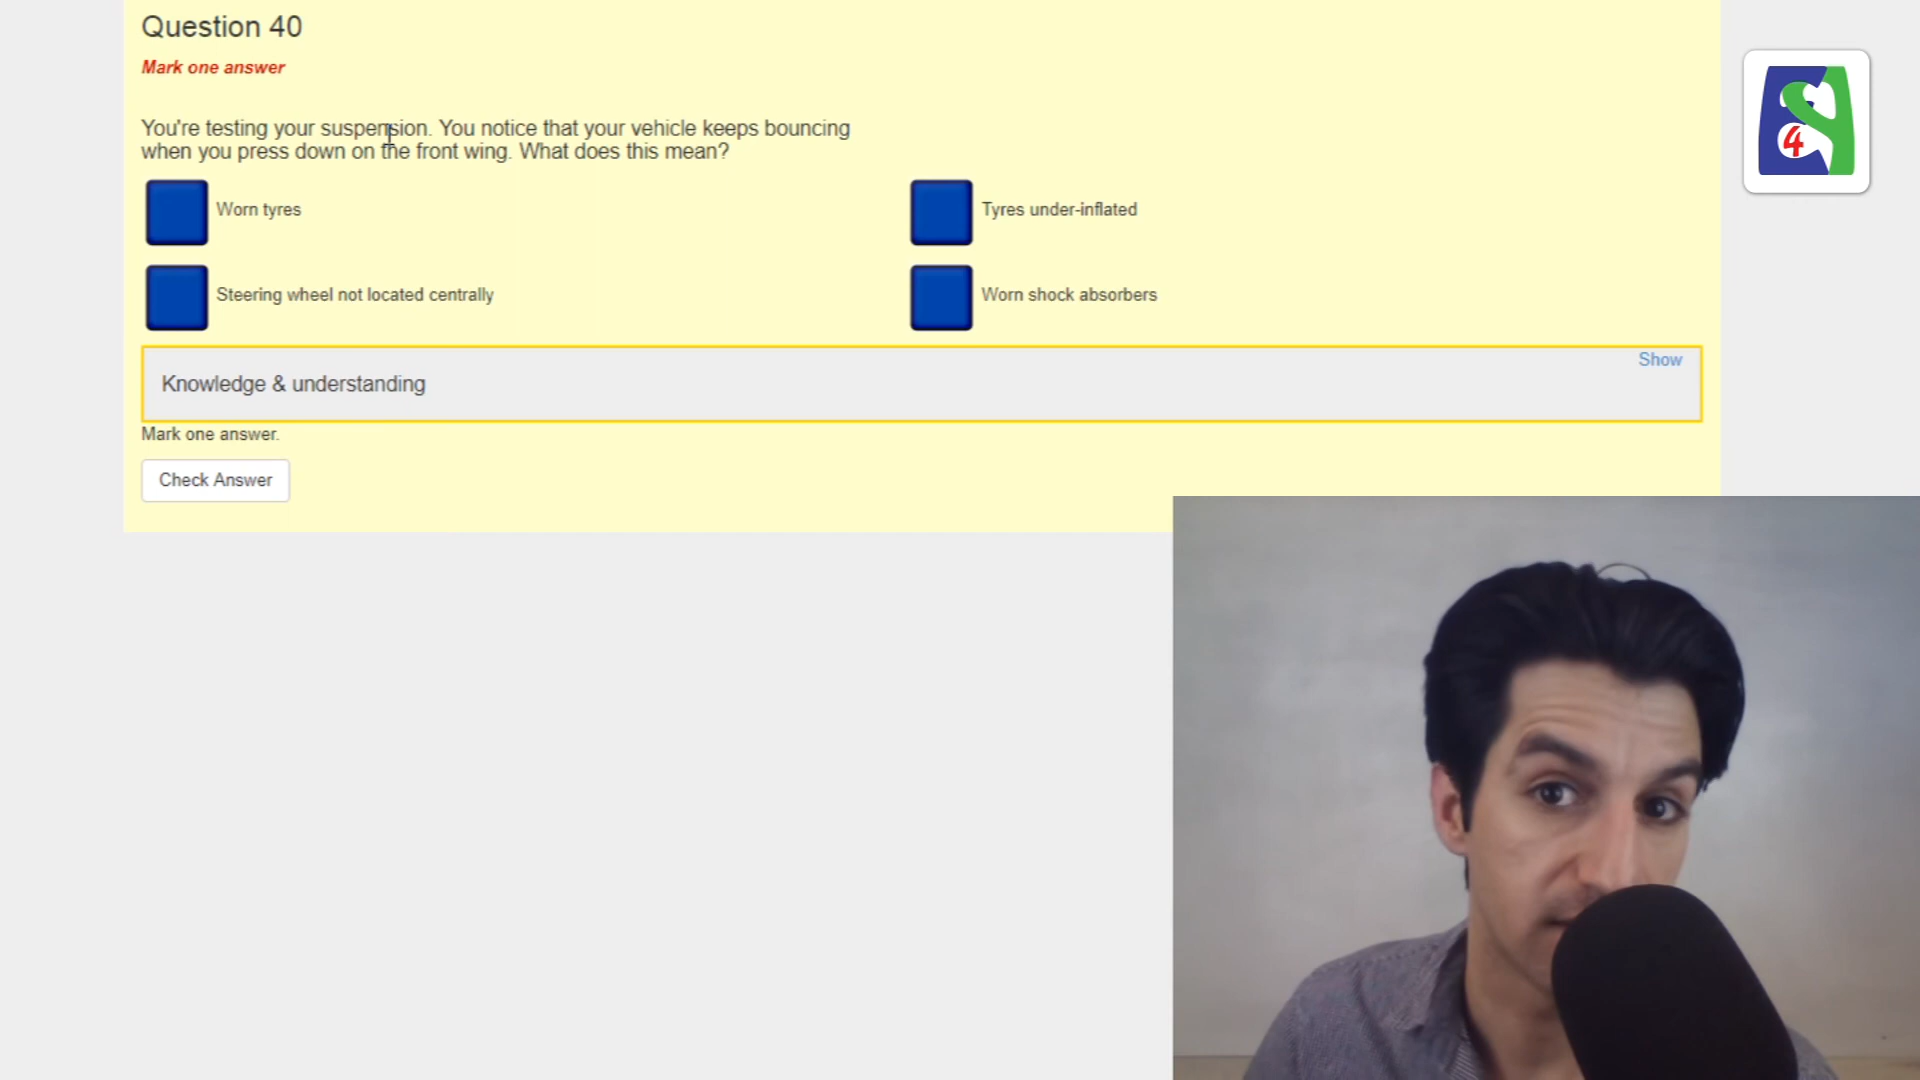 Question 40
Mark one answer
You're testing your suspension. You notice that your vehicle keeps bouncing
when you press down on the front wing. What does this mean?
Worn tyres
Tyres under-inflated
Steering wheel not located centrally
Worn shock absorbers
Show
Knowledge & understanding
Mark one answer.
Check Answer
4